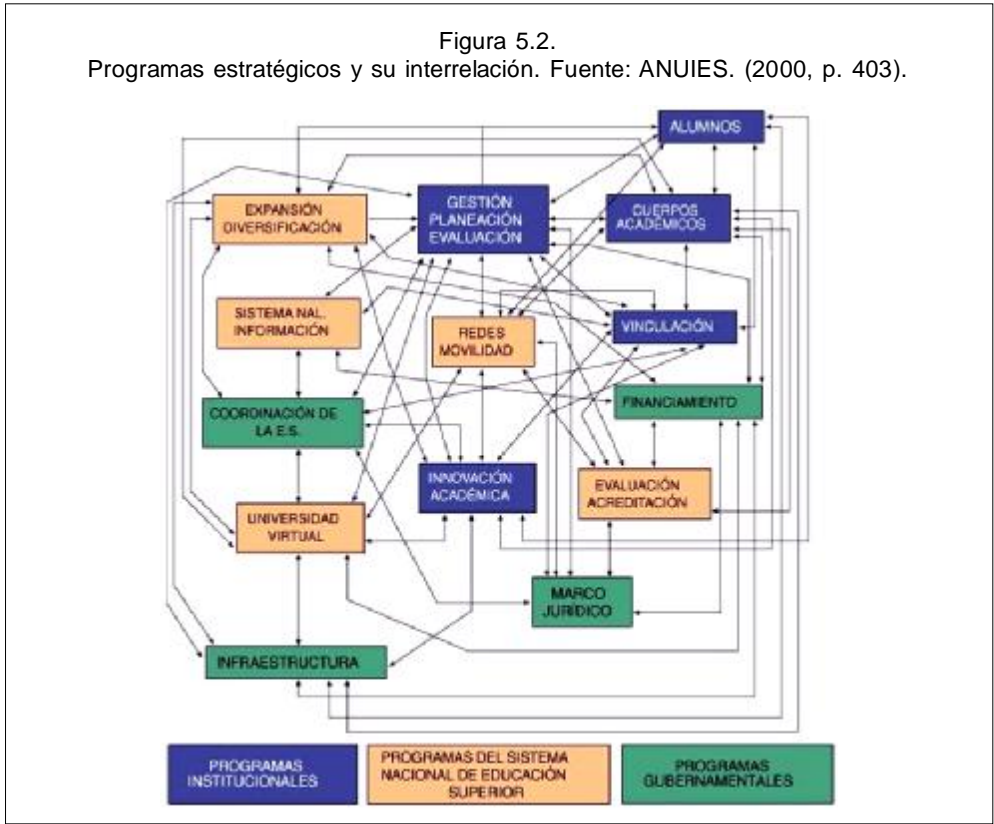 Figura 5.2.
Programas estratégicos y su interrelación. Fuente: ANUIES. (2000, p. 403).
ALUMNOS
EXPANSIÓN
DIVERSIFICACIÓN
GESTIÓN
PLANEACIÓN
EVALUACIÓN
CUERPOS
ACADÉMICOS
SISTEMA NAL.
INFORMACIÓN
REDES
MOVILIDAD
VINCULACIÓN
COORDINACIÓN DE
LA E.S.
FINANCIAMIENTO
INNOVACIÓN
ACADÉMICA
EVALUACIÓN
ACREDITACIÓN
UNIVERSIDAD
VIRTUAL
MARCO
JURÍDICO
INFRAESTRUCTURA
PROGRAMAS
INSTITUCIONALES
PROGRAMAS DEL SISTEMA
NACIONAL DE EDUCACIÓN
SUPERIOR
PROGRAMAS
GUBERNAMENTALES